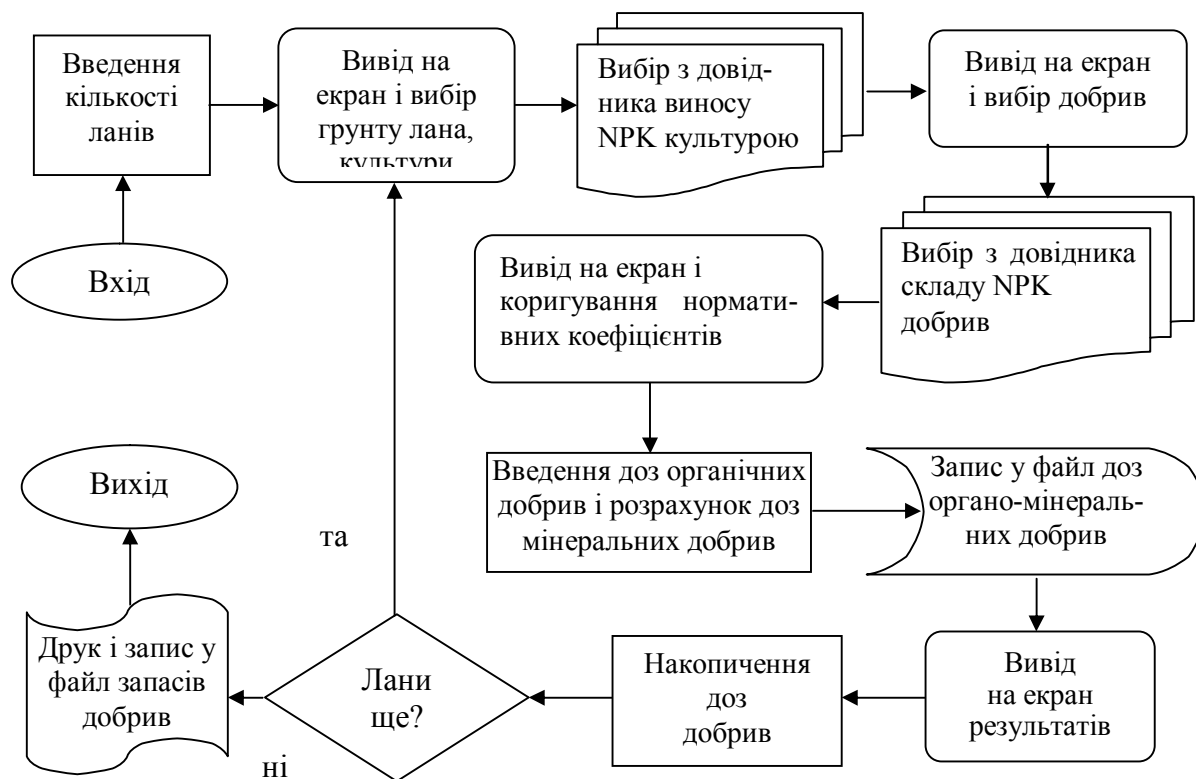 Введення
кількості
ланів
Вивід на
екран і вибір
грунту лана,
культури
Вибір з довід-
ника виносу
NPK культурою
Вивід на екран
і вибір добрив
Вхід
Вивід на екран і
коригування нормати-
вних коефіцієнтів
Вибір з довідника
складу NPK
добрив
Вихід
та
Введення доз органічних
добрив і розрахунок доз
мінеральних добрив
Запис у файл доз
органо-мінераль-
них добрив
Друк і запис у
файл запасів
добрив
Лани
ще?
ні
Накопичення
доз
добрив
Вивід
на екран
результатів